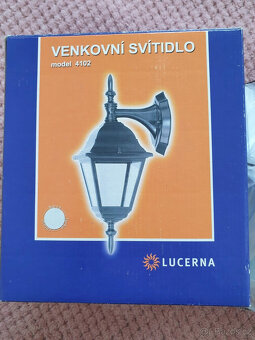 VENKOVNÍ SVÍTIDLO
model 4102
LUCERNA